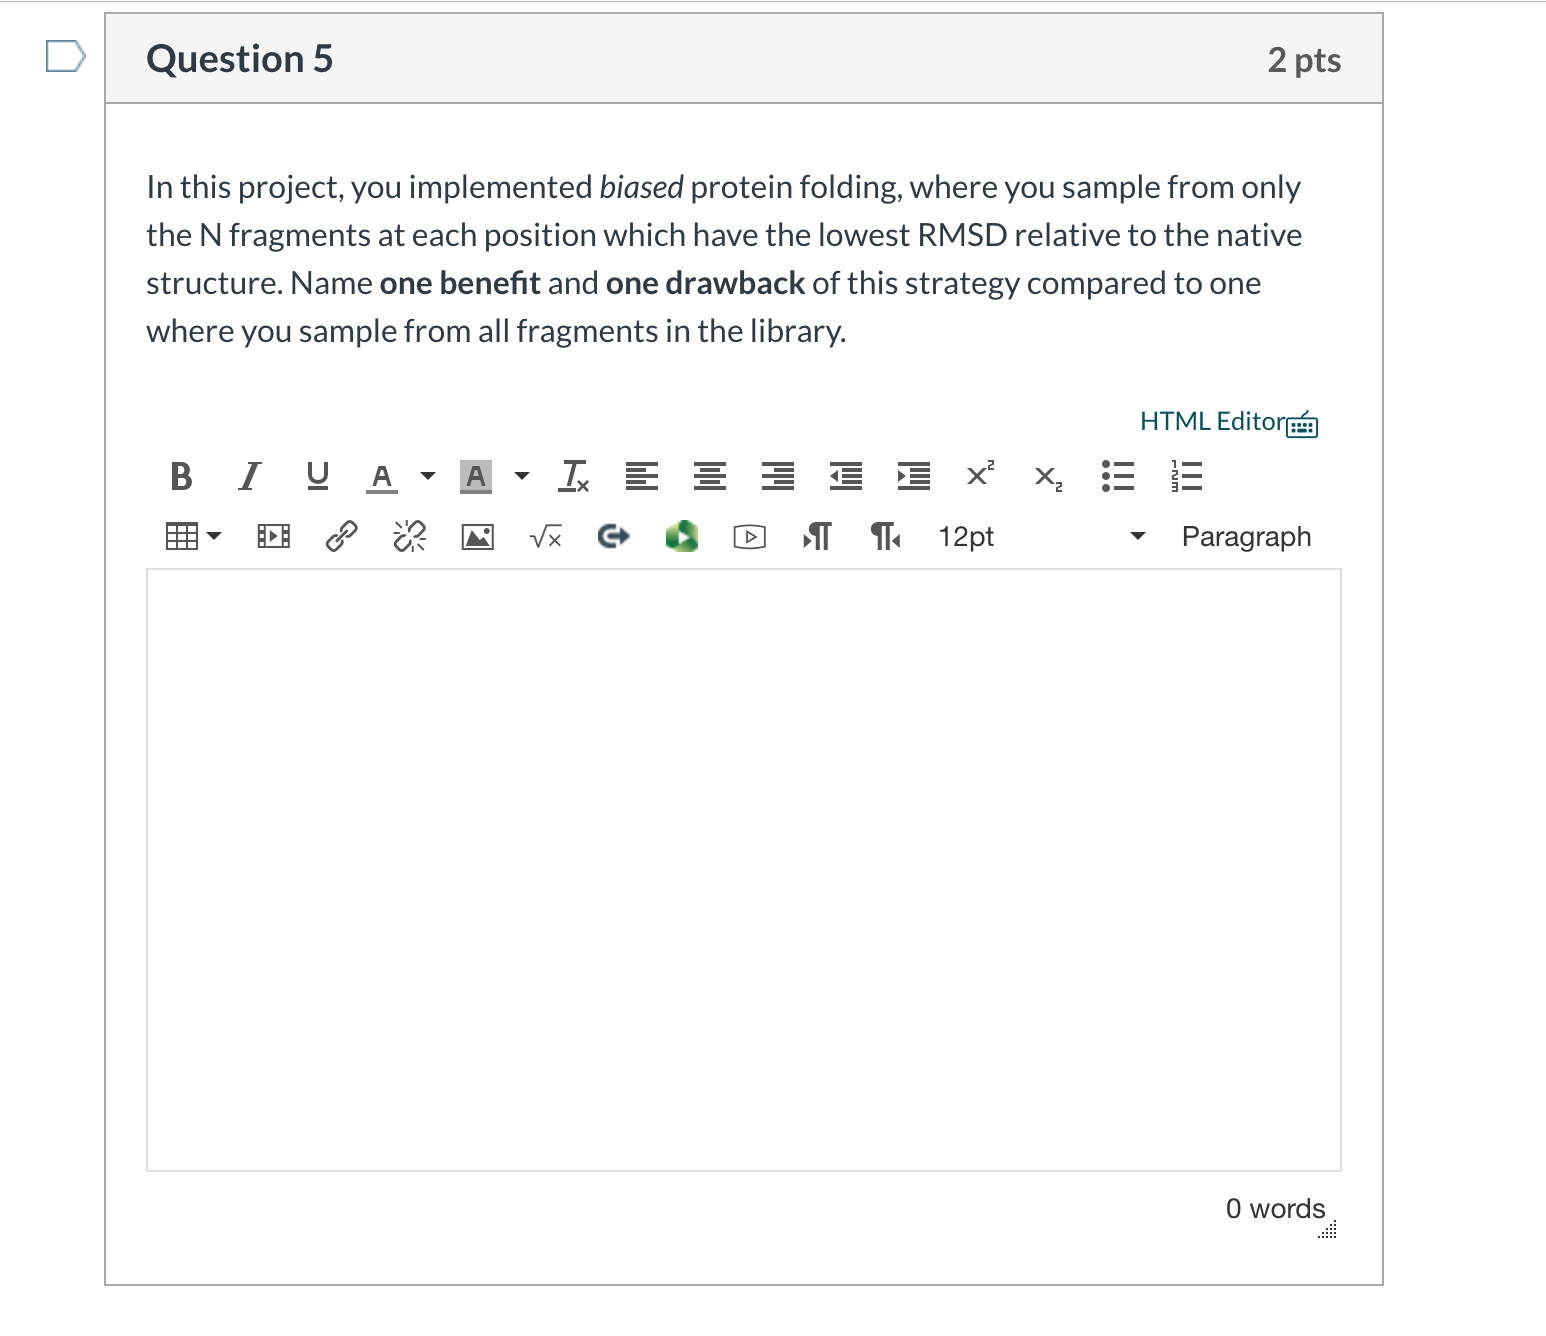 Question 5
2 pts
In this project, you implemented biased protein folding, where you sample from only
the N fragments at each position which have the lowest RMSD relative to the native
structure. Name one benefit and one drawback of this strategy compared to one
where you sample from all fragments in the library.
HTML Editor
12pt
Paragraph
0 words